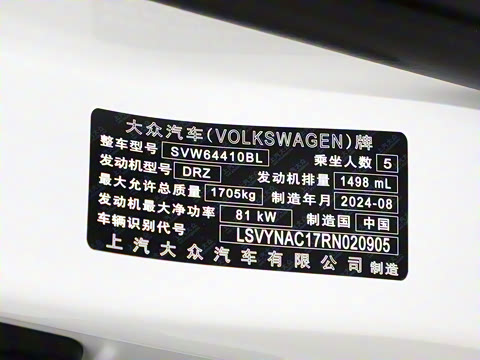 大众汽车(VOLKSWAGEN)牌
整车型号 SVW64410BL 乘坐人数 5
发动机型号 DRZ 发动机排量 1498 mL
最大允许总质量 1705kg 制造年月 2024-08
发动机最大净功率 81 kW 制造国 中国
车辆识别代号 LSVYNAC17RN020905
上汽大众汽车有限公司 制造